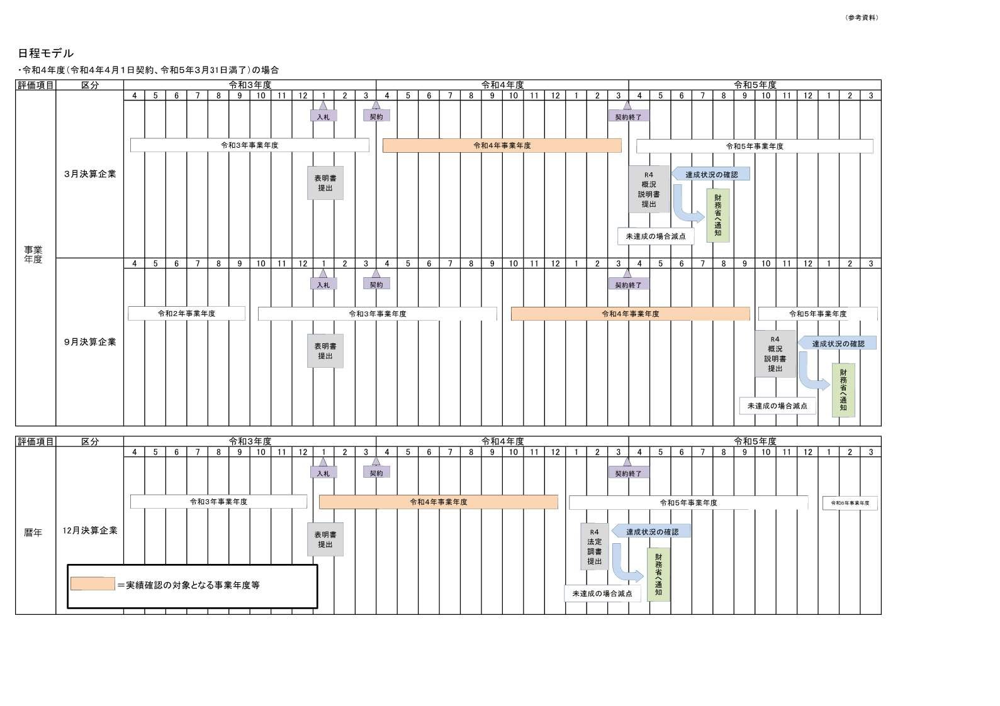 （参考資料）
日程モデル
・令和４年度（令和４年４月１日契約、令和５年３月31日満了）の場合
評価項目 区分 令和３年度 令和４年度 令和５年度
4 5 6 7 8 9 10 11 12 1 2 3 4 5 6 7 8 9 10 11 12 1 2 3 4 5 6 7 8 9 10 11 12 1 2 3
入札 契約 契約終了
令和3年事業年度 令和4年事業年度 令和5年事業年度
事業
年度
３月決算企業
表明書
提出
R4
概況
説明書
提出
達成状況の確認
財務省へ通知
未達成の場合減点
4 5 6 7 8 9 10 11 12 1 2 3 4 5 6 7 8 9 10 11 12 1 2 3 4 5 6 7 8 9 10 11 12 1 2 3
入札 契約 契約終了
令和2年事業年度 令和3年事業年度 令和4年事業年度 令和5年事業年度
９月決算企業
表明書
提出
R4
概況
説明書
提出
達成状況の確認
財務省へ通知
未達成の場合減点
評価項目 区分 令和３年度 令和４年度 令和５年度
4 5 6 7 8 9 10 11 12 1 2 3 4 5 6 7 8 9 10 11 12 1 2 3 4 5 6 7 8 9 10 11 12 1 2 3
入札 契約 契約終了
令和3年事業年度 令和4年事業年度 令和5年事業年度 令和6年事業年度
暦年
12月決算企業
表明書
提出
R4
法定
調書
提出
達成状況の確認
財務省へ通知
未達成の場合減点
＝実績確認の対象となる事業年度等